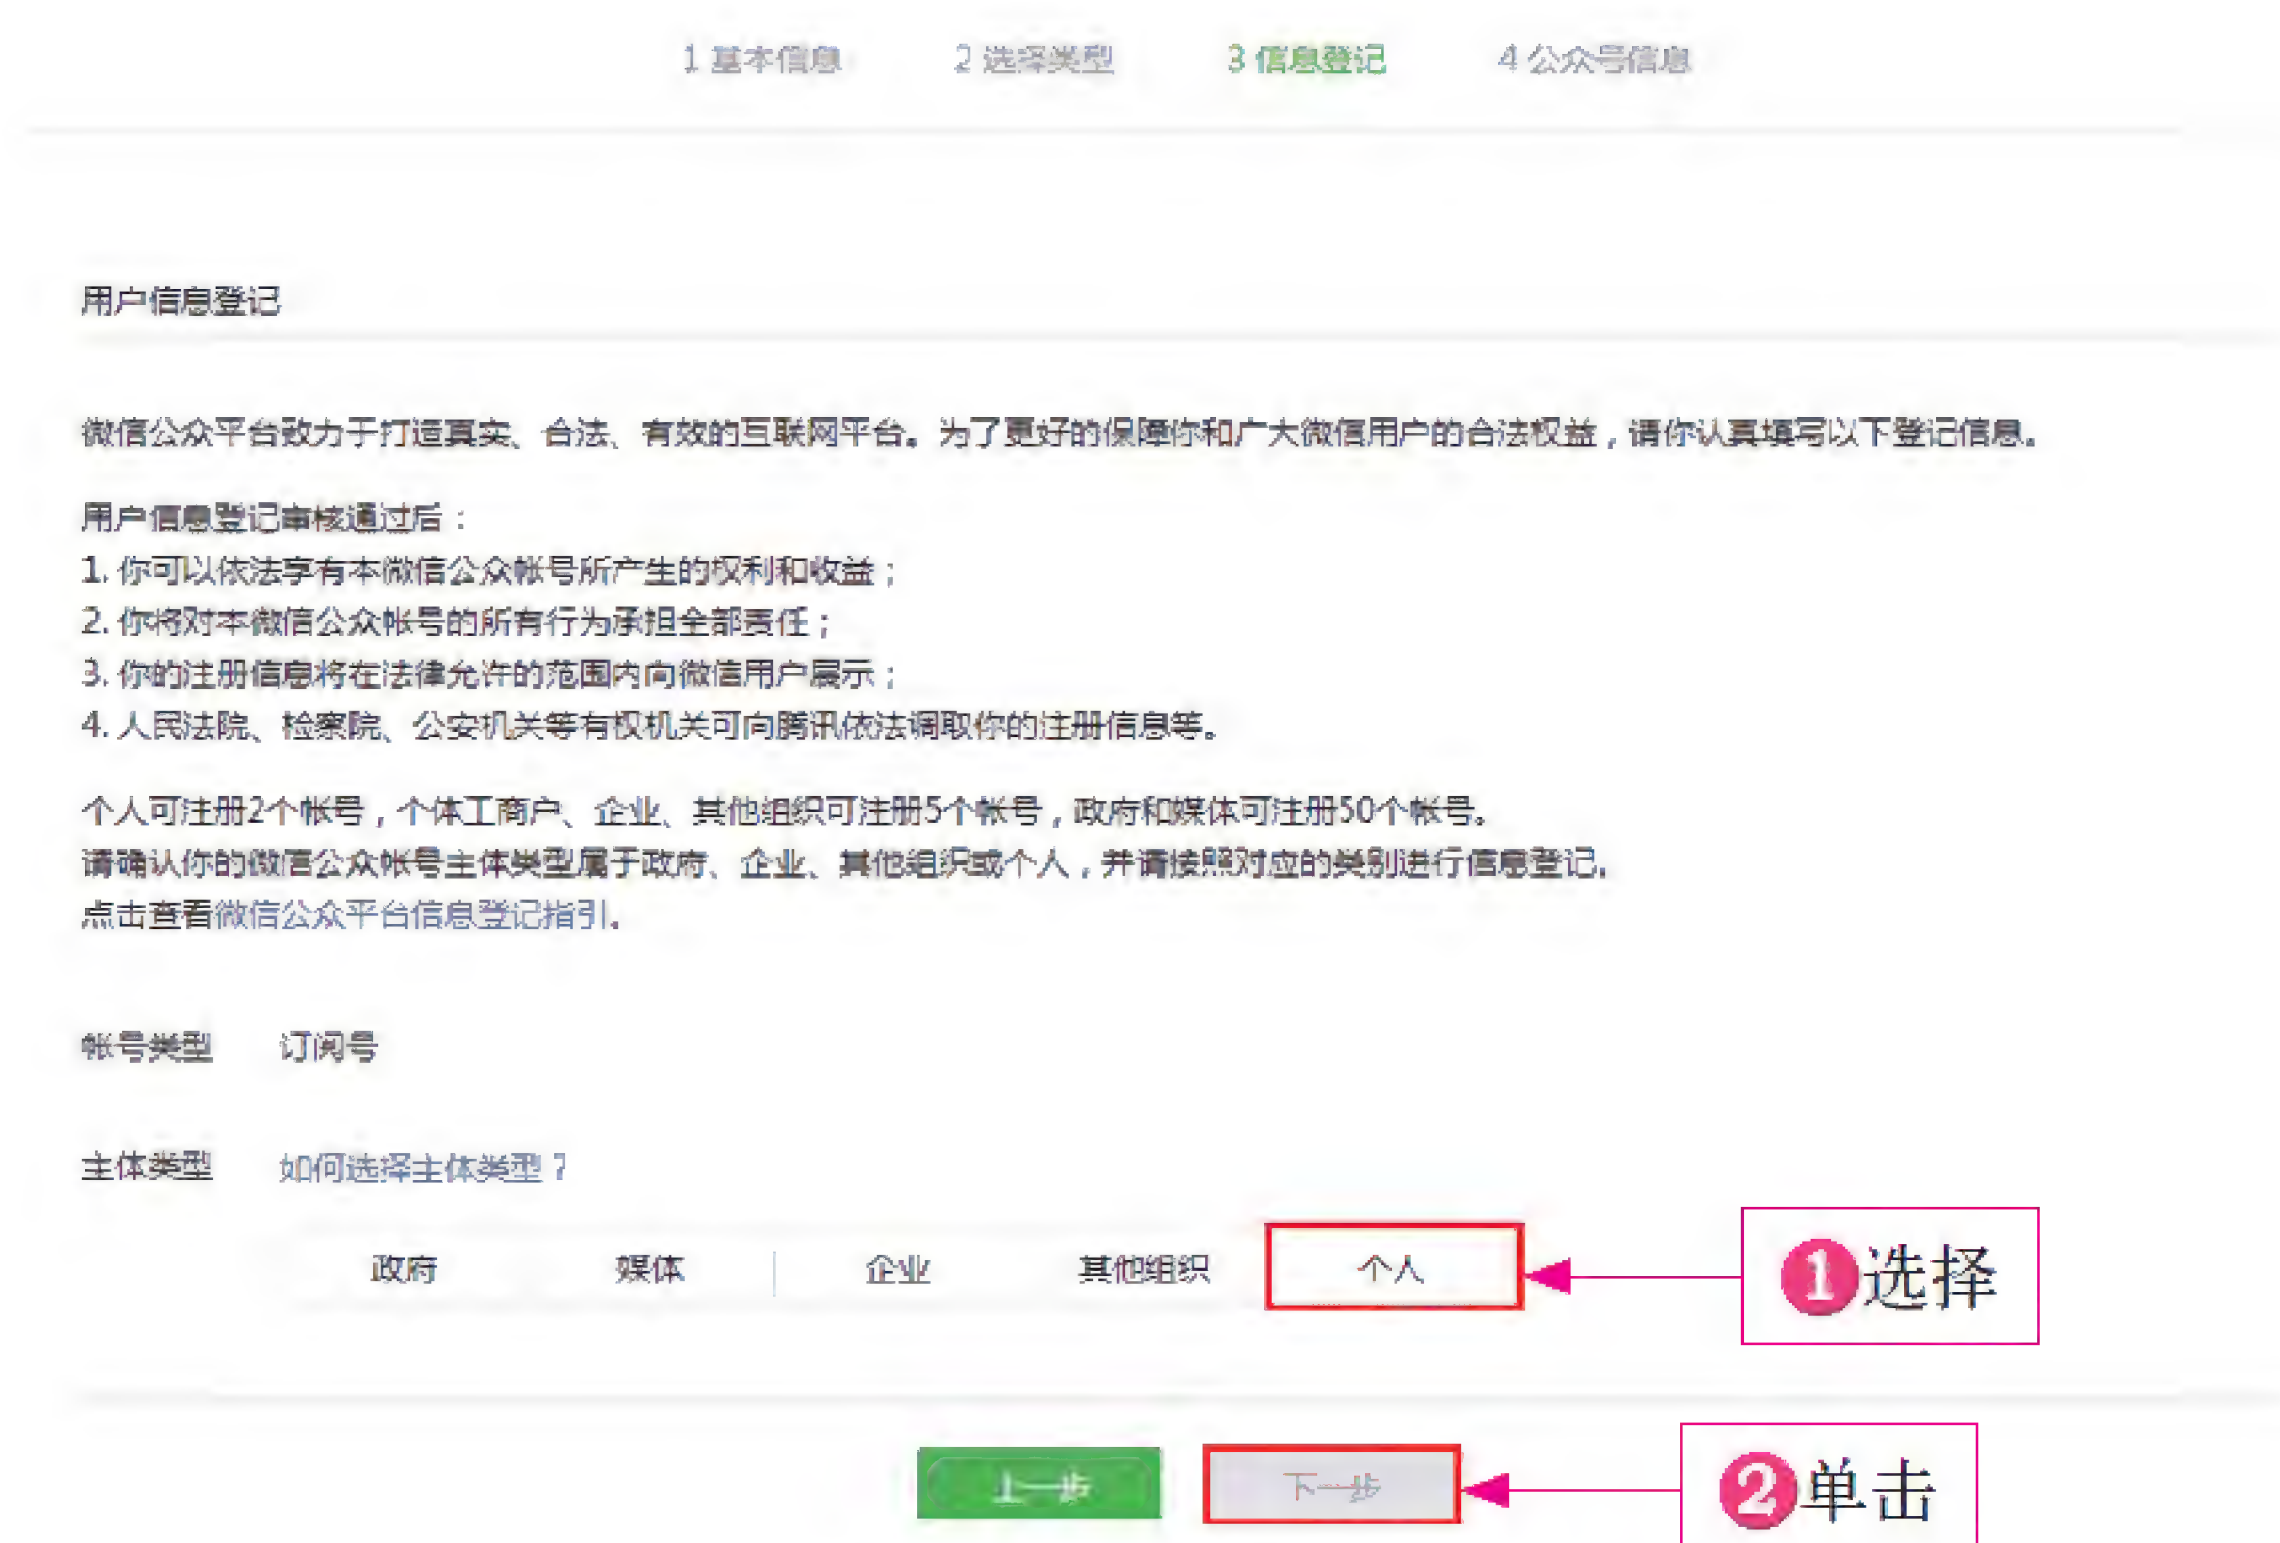 1 基本信息 2 选择类型 3 信息登记 4 公众号信息
用户信息登记
微信公众平台致力于打造真实、合法、有效的互联网平台。为了更好的保障你和广大微信用户的合法权益，请你认真填写以下登记信息。
用户信息登记审核通过后：
1. 你可以依法享有本微信公众帐号所产生的权利和收益；
2. 你将对本微信公众帐号的所有行为承担全部责任；
3. 你的注册信息将在法律允许的范围内向微信用户展示；
4. 人民法院、检察院、公安机关等有权机关可向腾讯依法调取你的注册信息等。
个人可注册2个帐号，个体工商户、企业、其他组织可注册5个帐号，政府和媒体可注册50个帐号。
请确认你的微信公众帐号主体类型属于政府、企业、其他组织或个人，并请按照对应的类别进行信息登记。
点击查看微信公众平台信息登记指引。
帐号类型 订阅号
主体类型 如何选择主体类型？
政府 媒体 企业 其他组织 个人 1选择
上一步 下一步 2单击